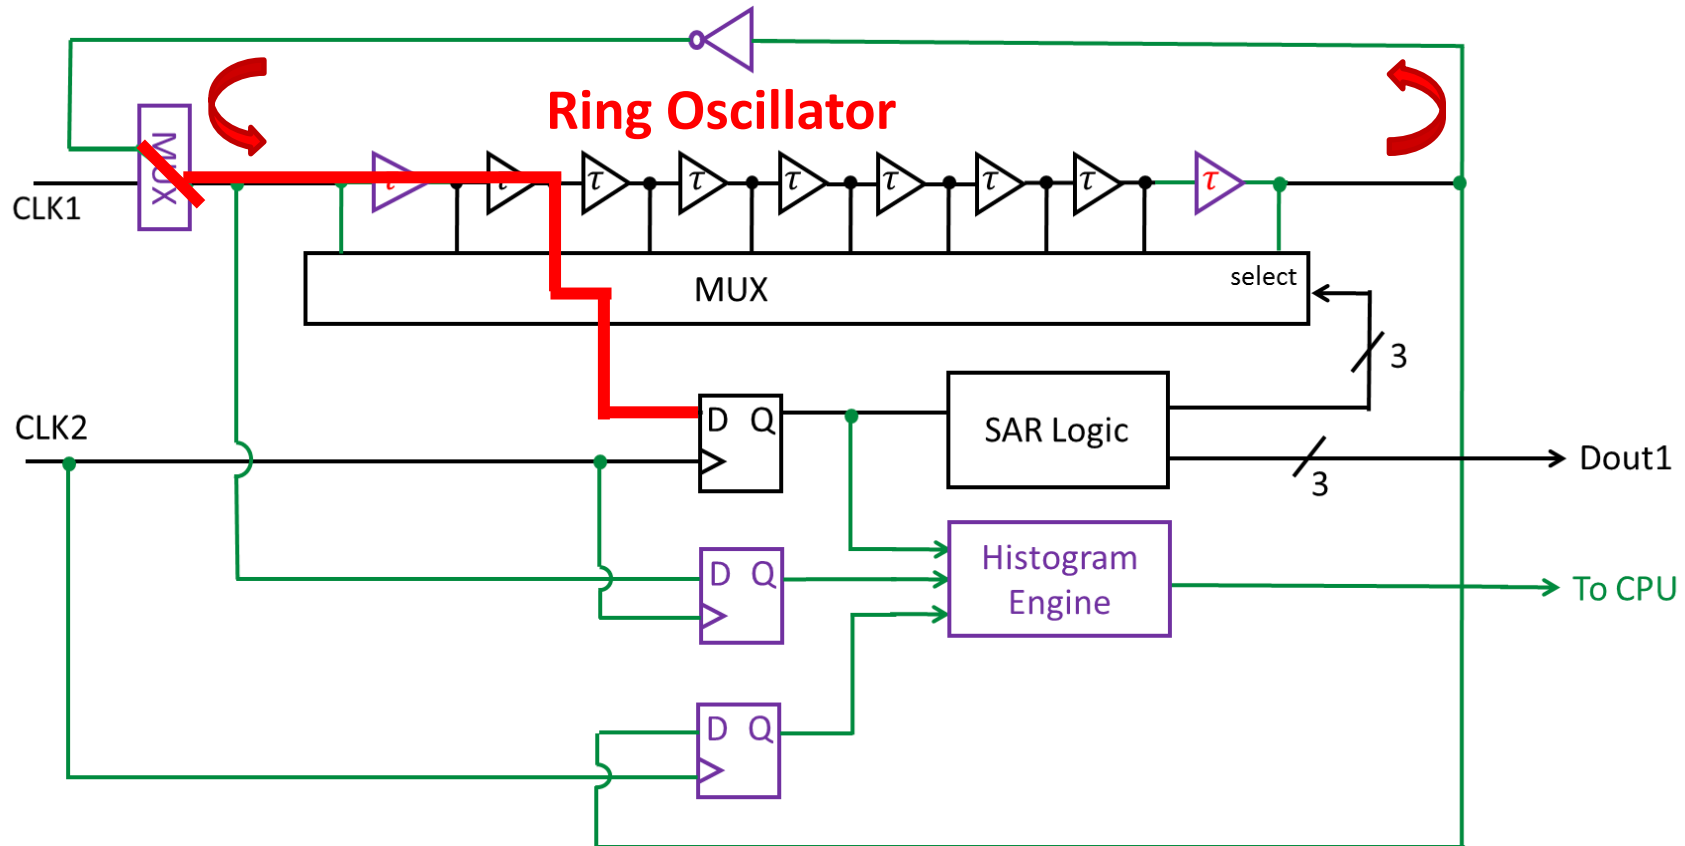 Ring Oscillator
MUX
CLK1
τ τ τ τ τ τ τ τ τ
select
MUX
3
CLK2
D Q
SAR Logic
3
Dout1
D Q
Histogram
Engine
To CPU
D Q